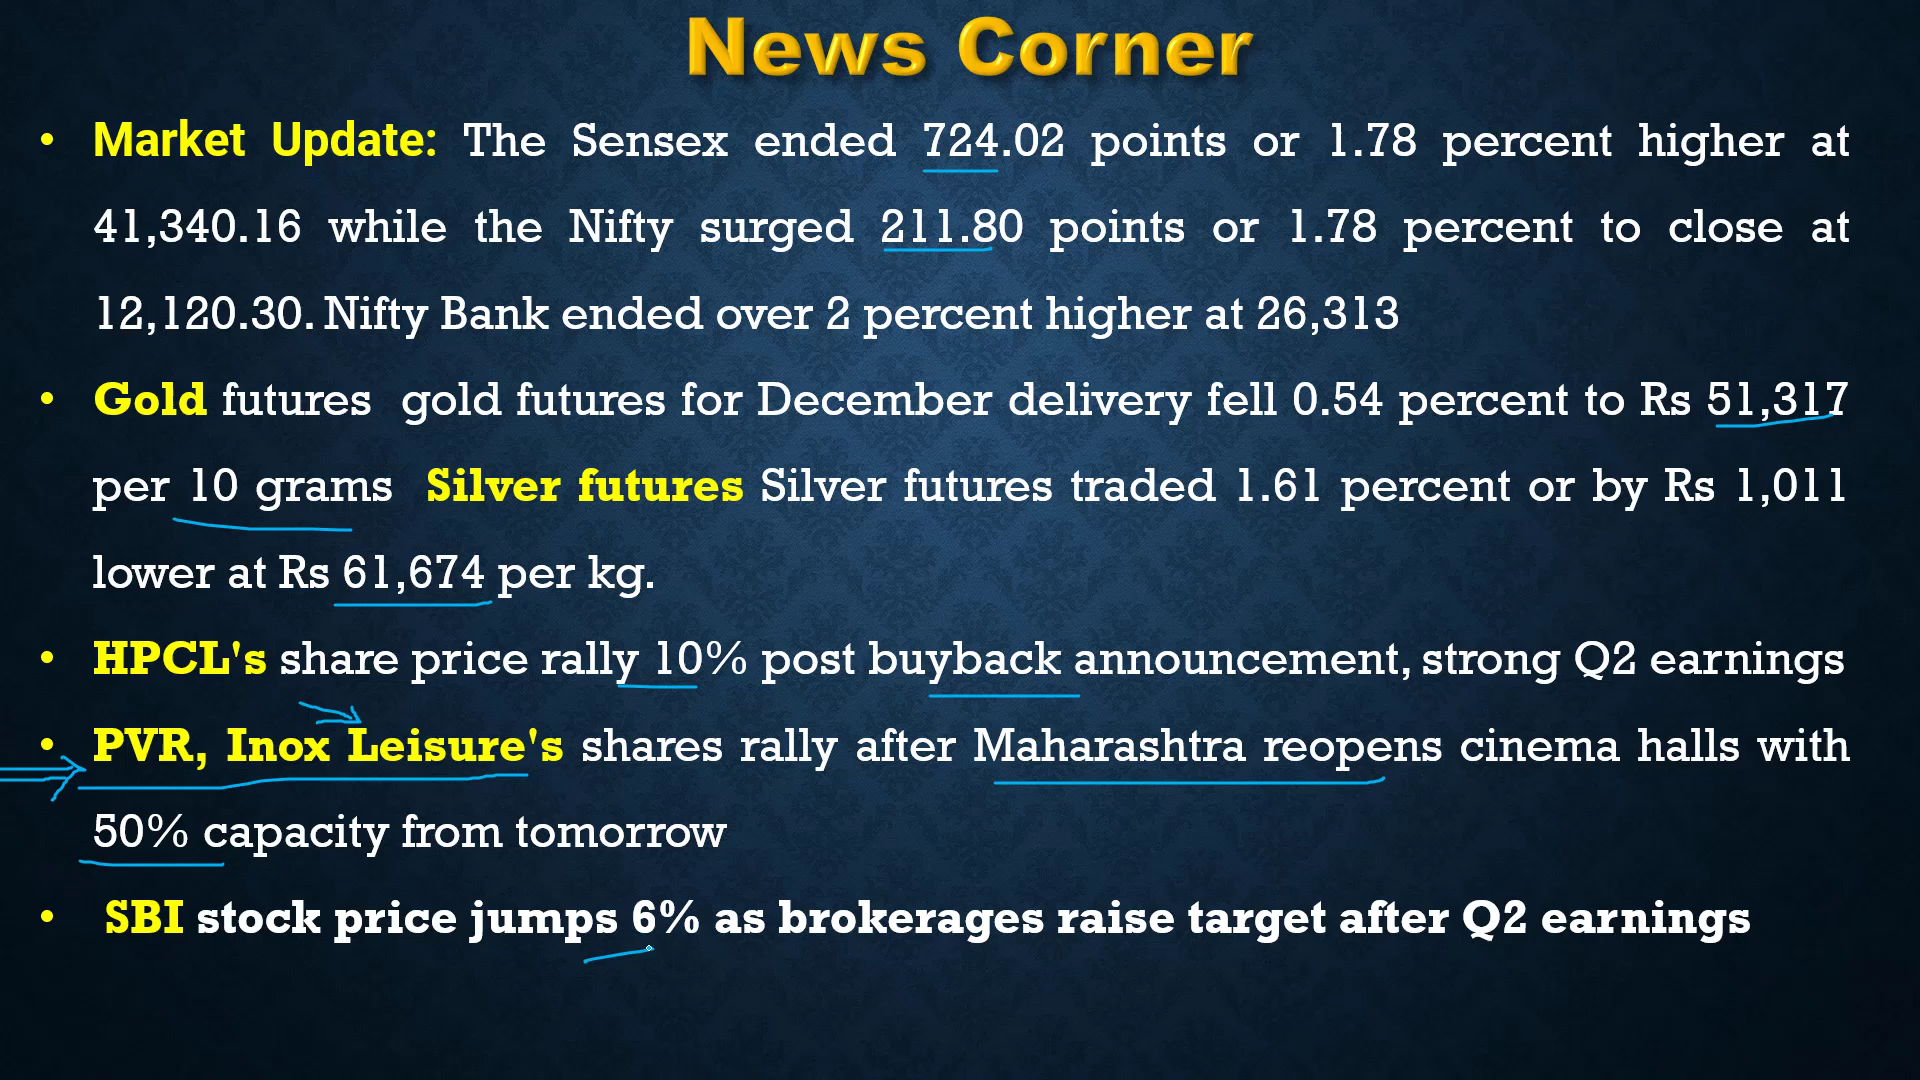 News Corner
• Market Update: The Sensex ended 724.02 points or 1.78 percent higher at
41,340.16 while the Nifty surged 211.80 points or 1.78 percent to close at
12,120.30. Nifty Bank ended over 2 percent higher at 26,313
• Gold futures gold futures for December delivery fell 0.54 percent to Rs 51,317
per 10 grams Silver futures Silver futures traded 1.61 percent or by Rs 1,011
lower at Rs 61,674 per kg.
• HPCL's share price rally 10% post buyback announcement, strong Q2 earnings
• PVR, Inox Leisure's shares rally after Maharashtra reopens cinema halls with
50% capacity from tomorrow
• SBI stock price jumps 6% as brokerages raise target after Q2 earnings